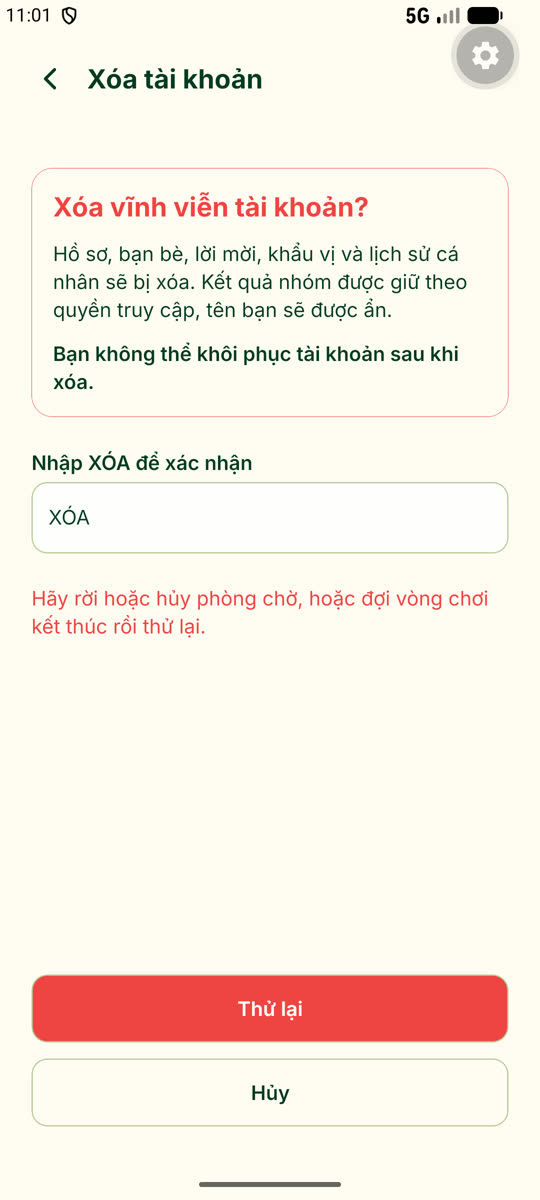 11:01
5G
Xóa tài khoản
Xóa vĩnh viễn tài khoản?
Hồ sơ, bạn bè, lời mời, khẩu vị và lịch sử cá
nhân sẽ bị xóa. Kết quả nhóm được giữ theo
quyền truy cập, tên bạn sẽ được ẩn.
Bạn không thể khôi phục tài khoản sau khi
xóa.
Nhập XÓA để xác nhận
XÓA
Hãy rời hoặc hủy phòng chờ, hoặc đợi vòng chơi
kết thúc rồi thử lại.
Thử lại
Hủy